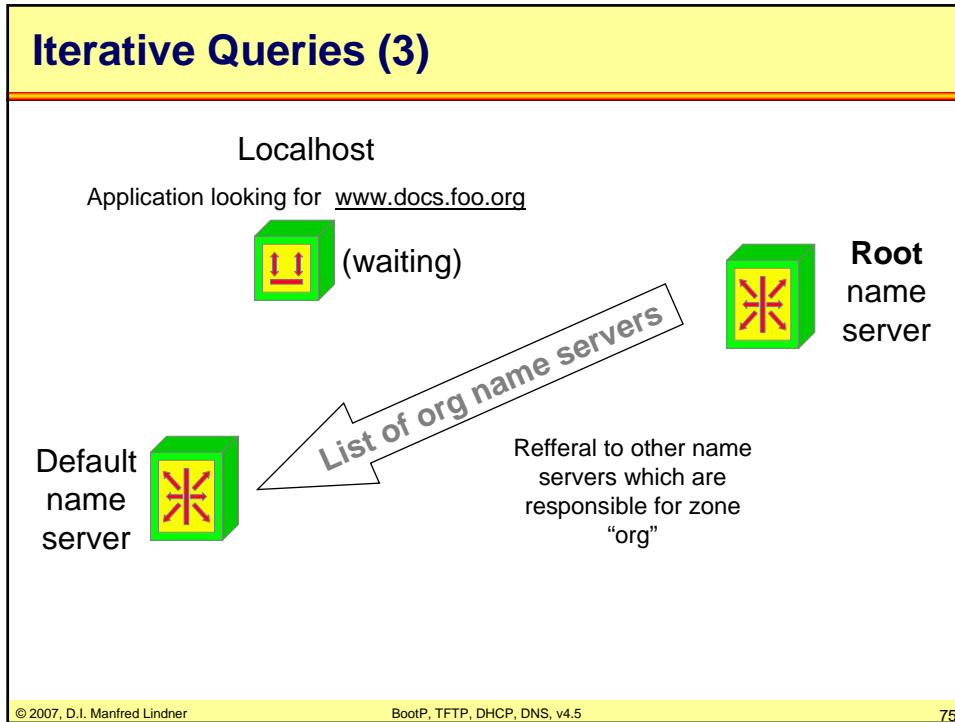 Iterative Queries (3)
Localhost
Application looking for www.docs.foo.org
(waiting)
Root
name
server
List of org name servers
Default
name
server
Refferal to other name
servers which are
responsible for zone
“org”
© 2007, D.I. Manfred Lindner
BootP, TFTP, DHCP, DNS, v4.5
75